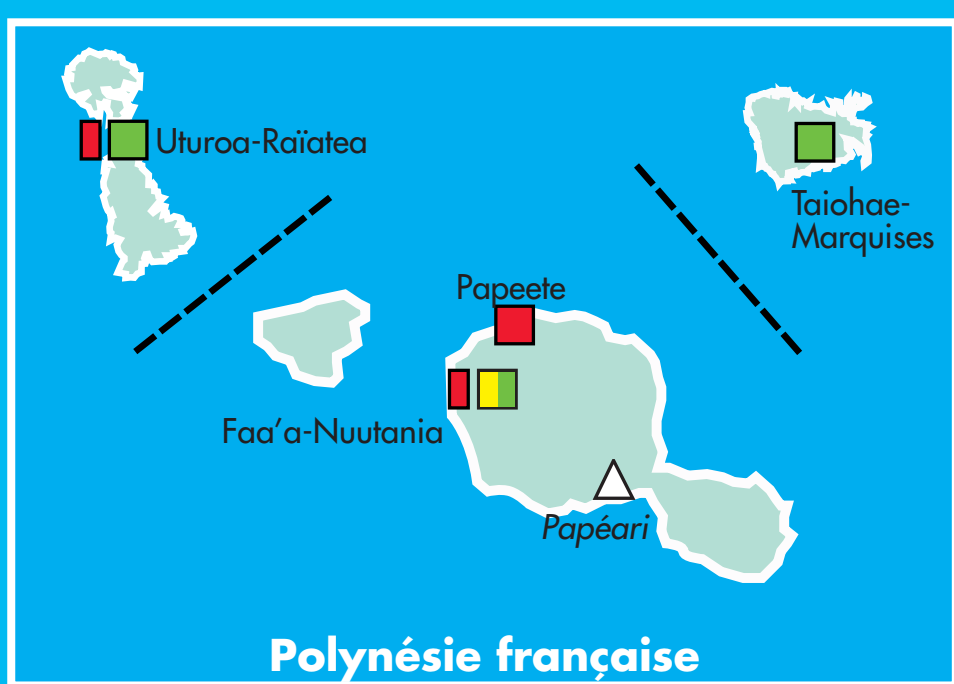 Uturoa-Raïatea
Taiohae-
Marquises
Papeete
Faa'a-Nuutania
Papéari
Polynésie française